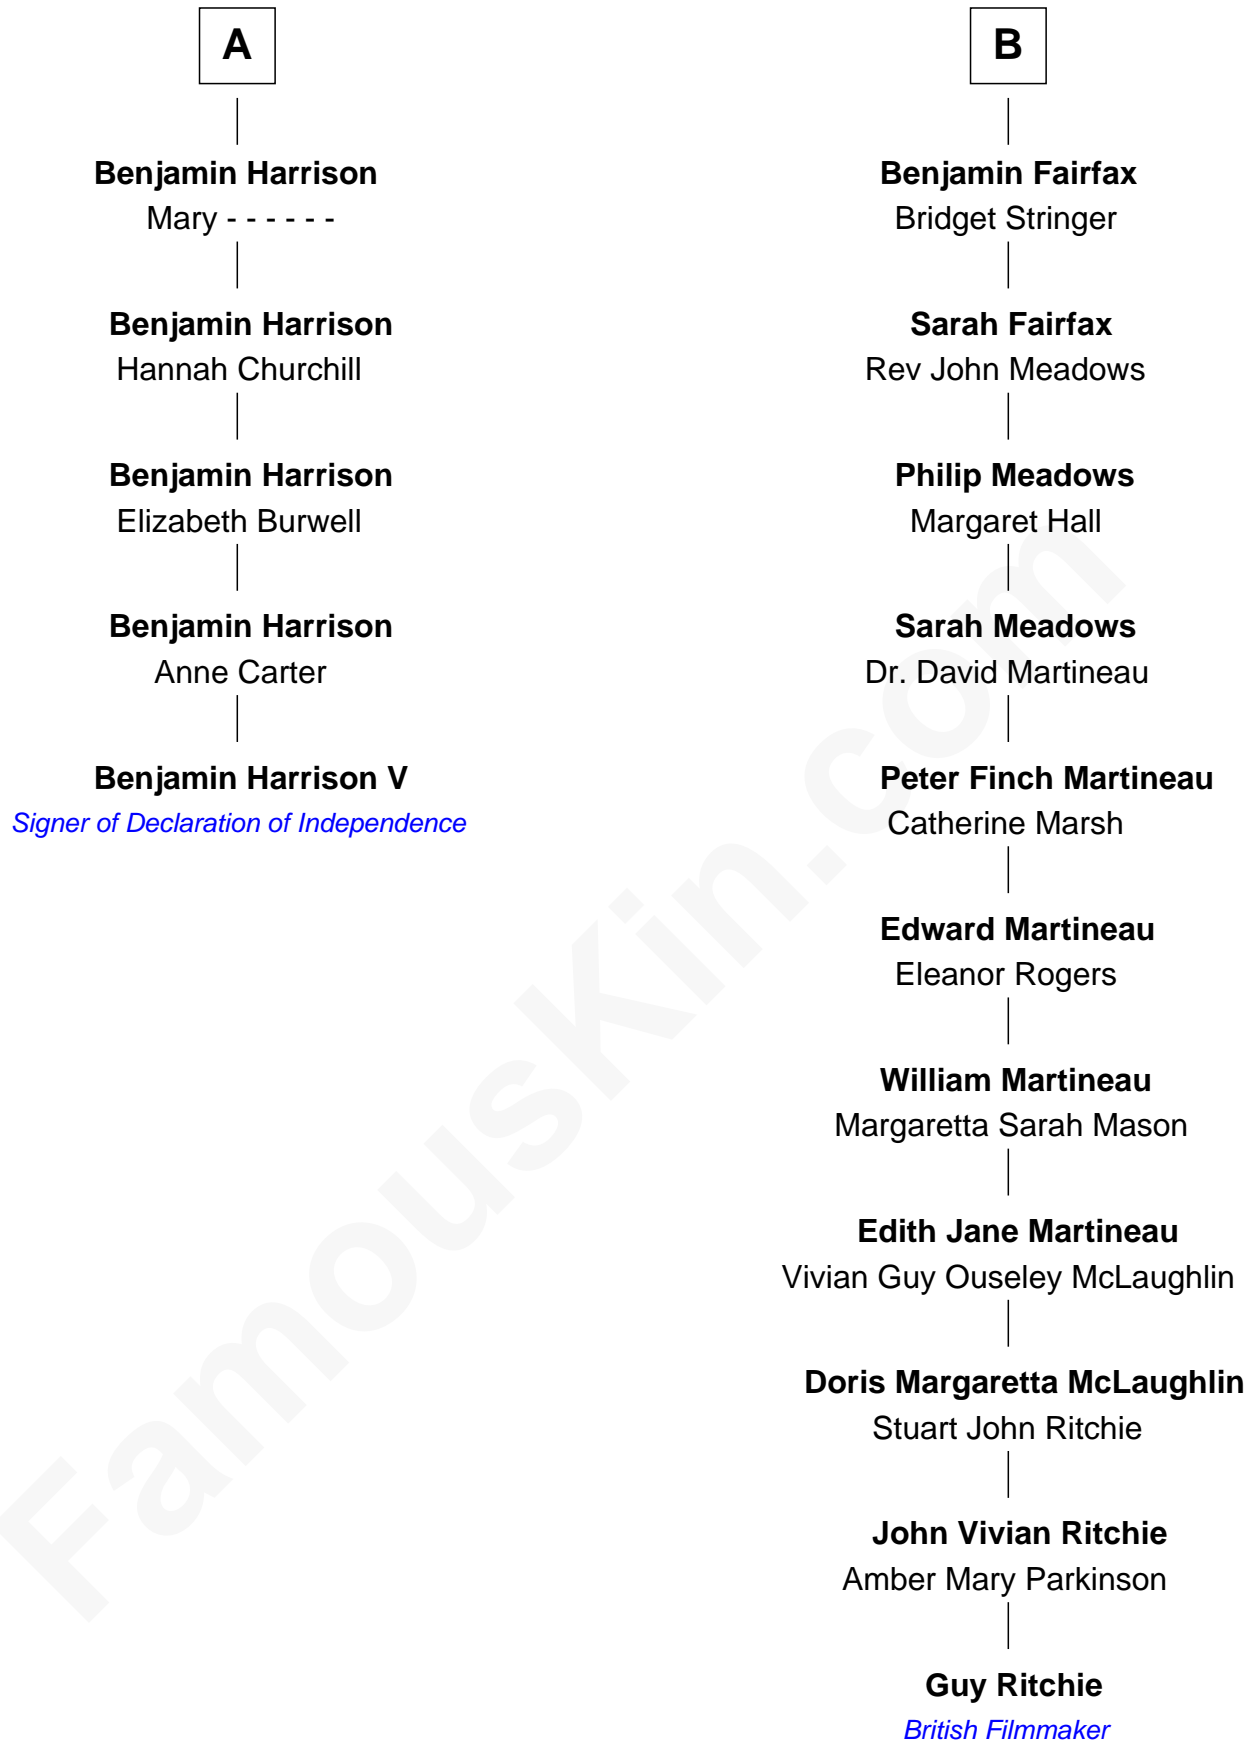 A
Benjamin Harrison
Mary - - - - - -
Benjamin Harrison
Hannah Churchill
Benjamin Harrison
Elizabeth Burwell
Benjamin Harrison
Anne Carter
Benjamin Harrison V
Signer of Declaration of Independence
B
Benjamin Fairfax
Bridget Stringer
Sarah Fairfax
Rev John Meadows
Philip Meadows
Margaret Hall
Sarah Meadows
Dr. David Martineau
Peter Finch Martineau
Catherine Marsh
Edward Martineau
Eleanor Rogers
William Martineau
Margaretta Sarah Mason
Edith Jane Martineau
Vivian Guy Ouseley McLaughlin
Doris Margaretta McLaughlin
Stuart John Ritchie
John Vivian Ritchie
Amber Mary Parkinson
Guy Ritchie
British Filmmaker
FamousKin.com